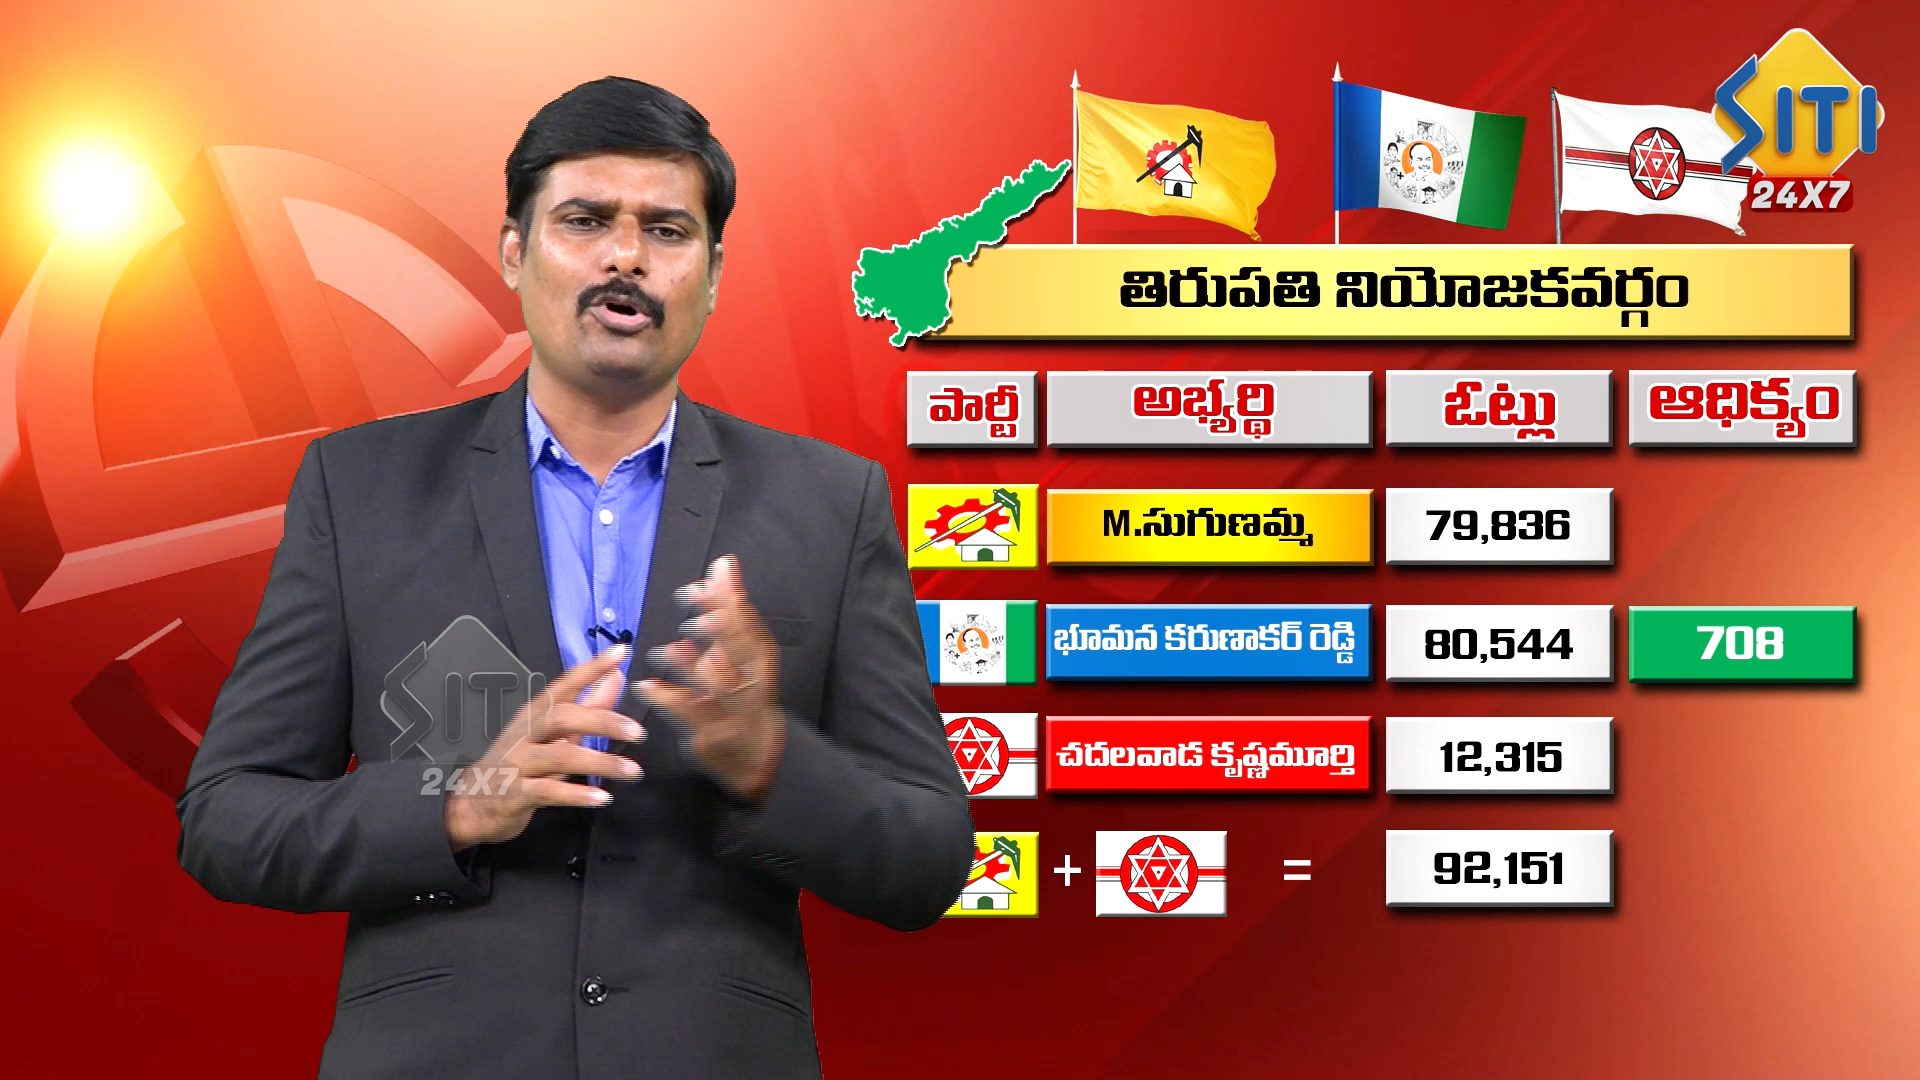 SITI
24X7
తిరుపతి నియోజకవర్గం
పార్టీ అభ్యర్థి ఓట్లు ఆధిక్యం
M.సుగుణమ్మ 79,836
భూమన కరుణాకర్ రెడ్డి 80,544 708
చదలవాడ కృష్ణమూర్తి 12,315
+ = 92,151
SITI
24X7